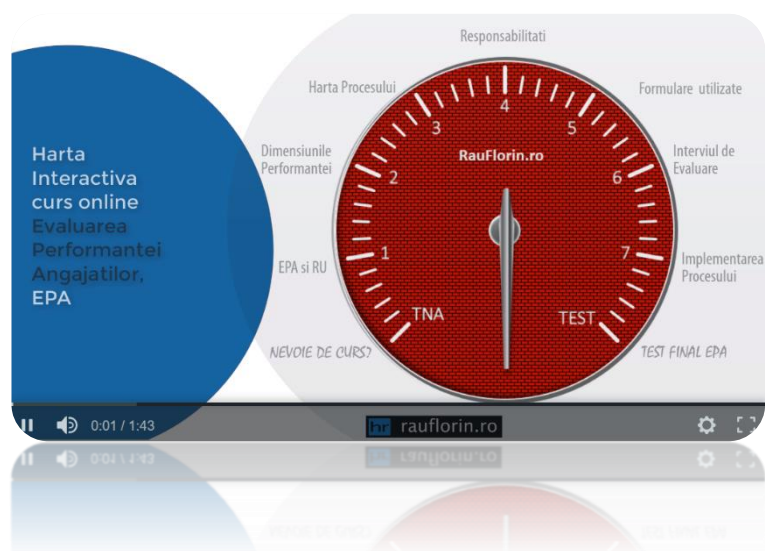 Harta
Interactiva
curs online
Evaluarea
Performantei
Angajatilor,
EPA
Responsabilitati
Harta Procesului
Formulare utilizate
Dimensiunile
Performantei
Interviul de
Evaluare
EPA si RU
Implementarea
Procesului
NEVOIE DE CURS?
TEST FINAL EPA
RauFlorin.ro
1
2
3
4
5
6
7
TNA
TEST
0:01 / 1:43
hr rauflorin.ro